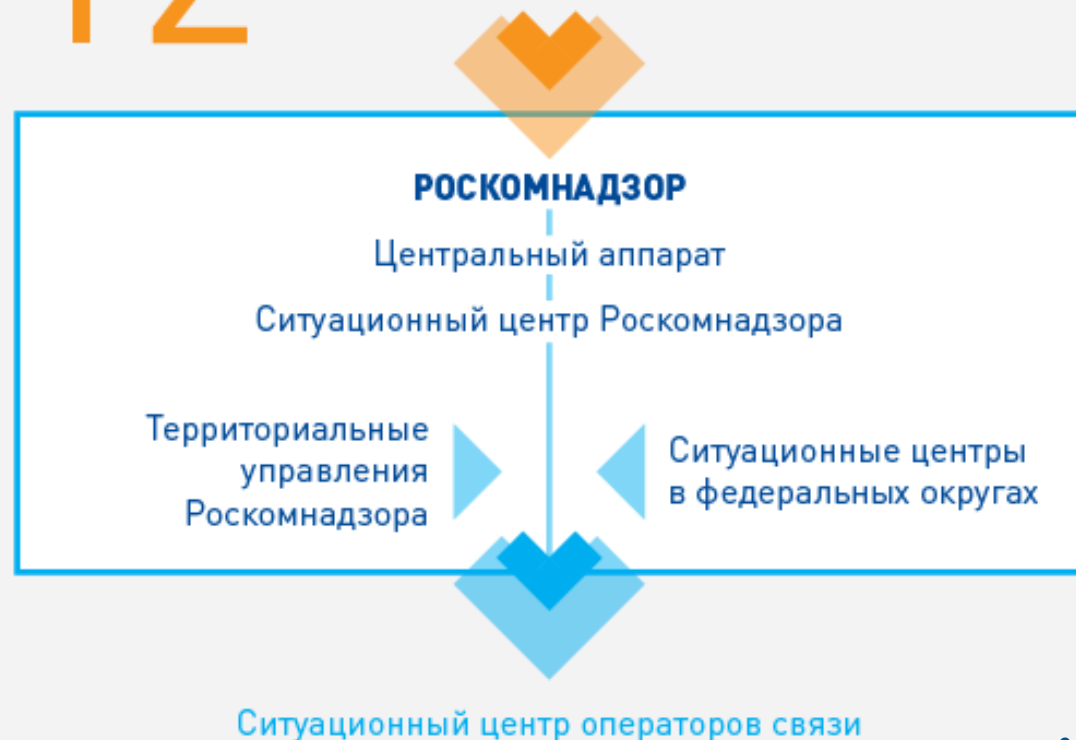 РОСКОМНАДЗОР
Центральный аппарат
Ситуационный центр Роскомнадзора
Территориальные
управления
Роскомнадзора
Ситуационные центры
в федеральных округах
Ситуационный центр операторов связи